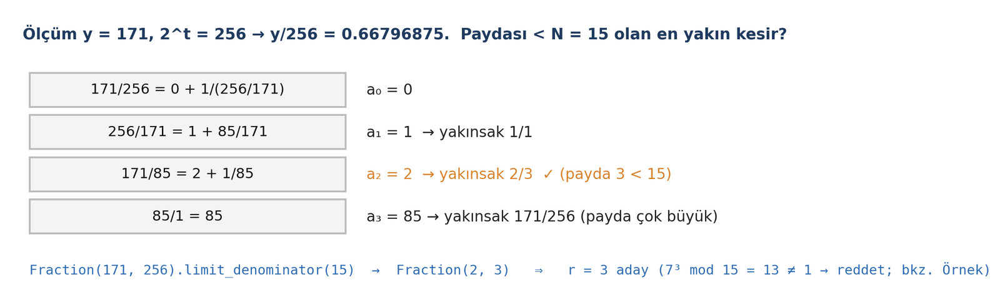 Ölçüm y = 171, 2^t = 256 → y/256 = 0.66796875.  Paydası < N = 15 olan en yakın kesir?
171/256 = 0 + 1/(256/171) a₀ = 0
256/171 = 1 + 85/171 a₁ = 1 → yakınsak 1/1
171/85 = 2 + 1/85 a₂ = 2 → yakınsak 2/3 ✓ (payda 3 < 15)
85/1 = 85 a₃ = 85 → yakınsak 171/256 (payda çok büyük)
Fraction(171, 256).limit_denominator(15) → Fraction(2, 3) ⇒ r = 3 aday (7³ mod 15 = 13 ≠ 1 → reddet; bkz. Örnek)